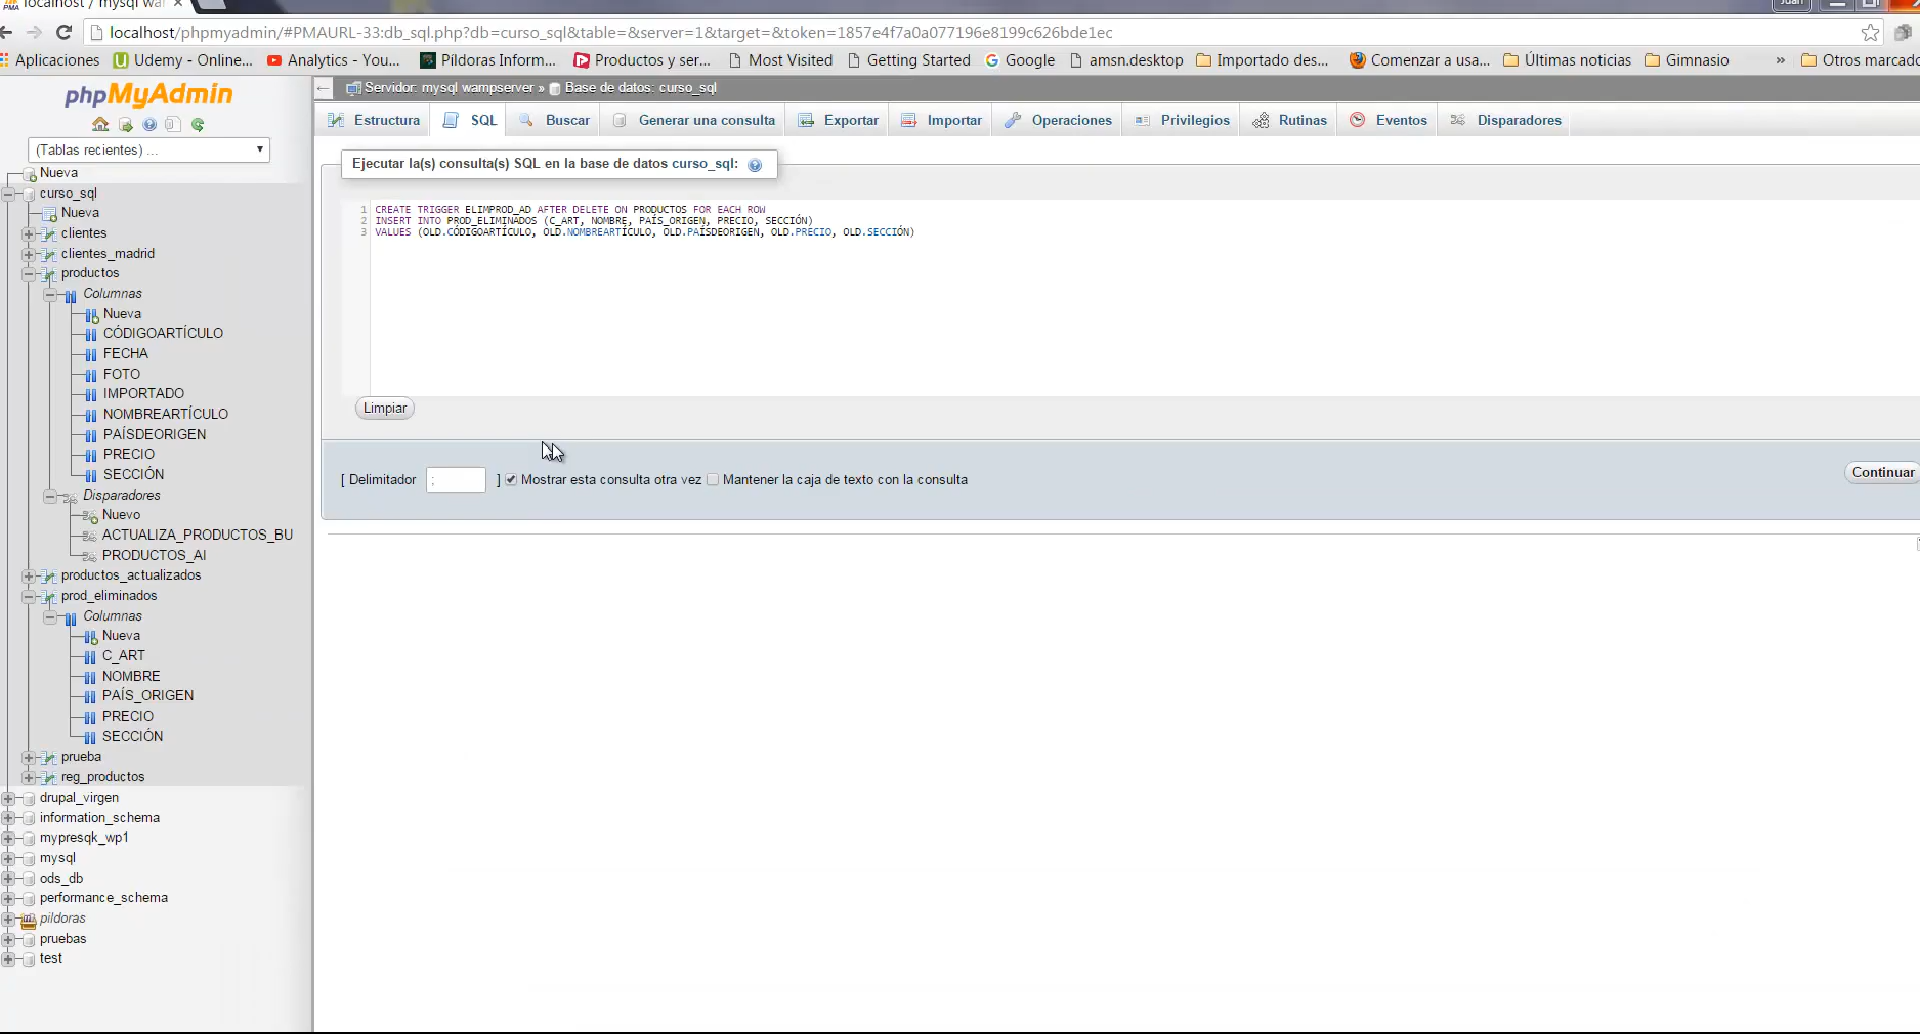 localhost / mysql wa
Juan
localhost/phpmyadmin/#PMAURL-33:db_sql.php?db=curso_sql&table=&server=1&target=&token=1857e4f7a0a077196e8199c626bde1ec
Aplicaciones Udemy - Online... Analytics - You... Píldoras Inform... Productos y ser... Most Visited Getting Started Google amsn.desktop Importado des... Comenzar a usa... Últimas noticias Gimnasio » Otros marcado
phpMyAdmin
(Tablas recientes) ...
Nueva
curso_sql
Nueva
clientes
clientes_madrid
productos
Columnas
Nueva
CÓDIGOARTÍCULO
FECHA
FOTO
IMPORTADO
NOMBREARTÍCULO
PAÍSDEORIGEN
PRECIO
SECCIÓN
Disparadores
Nuevo
ACTUALIZA_PRODUCTOS_BU
PRODUCTOS_AI
productos_actualizados
prod_eliminados
Columnas
Nueva
C_ART
NOMBRE
PAÍS_ORIGEN
PRECIO
SECCIÓN
prueba
reg_productos
drupal_virgen
information_schema
mypresqk_wp1
mysql
ods_db
performance_schema
pildoras
pruebas
test
Servidor: mysql wampserver » Base de datos: curso_sql
Estructura SQL Buscar Generar una consulta Exportar Importar Operaciones Privilegios Rutinas Eventos Disparadores
Ejecutar la(s) consulta(s) SQL en la base de datos curso_sql:
1 CREATE TRIGGER ELIMPROD_AD AFTER DELETE ON PRODUCTOS FOR EACH ROW
2 INSERT INTO PROD_ELIMINADOS (C_ART, NOMBRE, PAÍS_ORIGEN, PRECIO, SECCIÓN)
3 VALUES (OLD.CÓDIGOARTÍCULO, OLD.NOMBREARTÍCULO, OLD.PAÍSDEORIGEN, OLD.PRECIO, OLD.SECCIÓN)
Limpiar
[ Delimitador ; ] Mostrar esta consulta otra vez Mantener la caja de texto con la consulta
Continuar